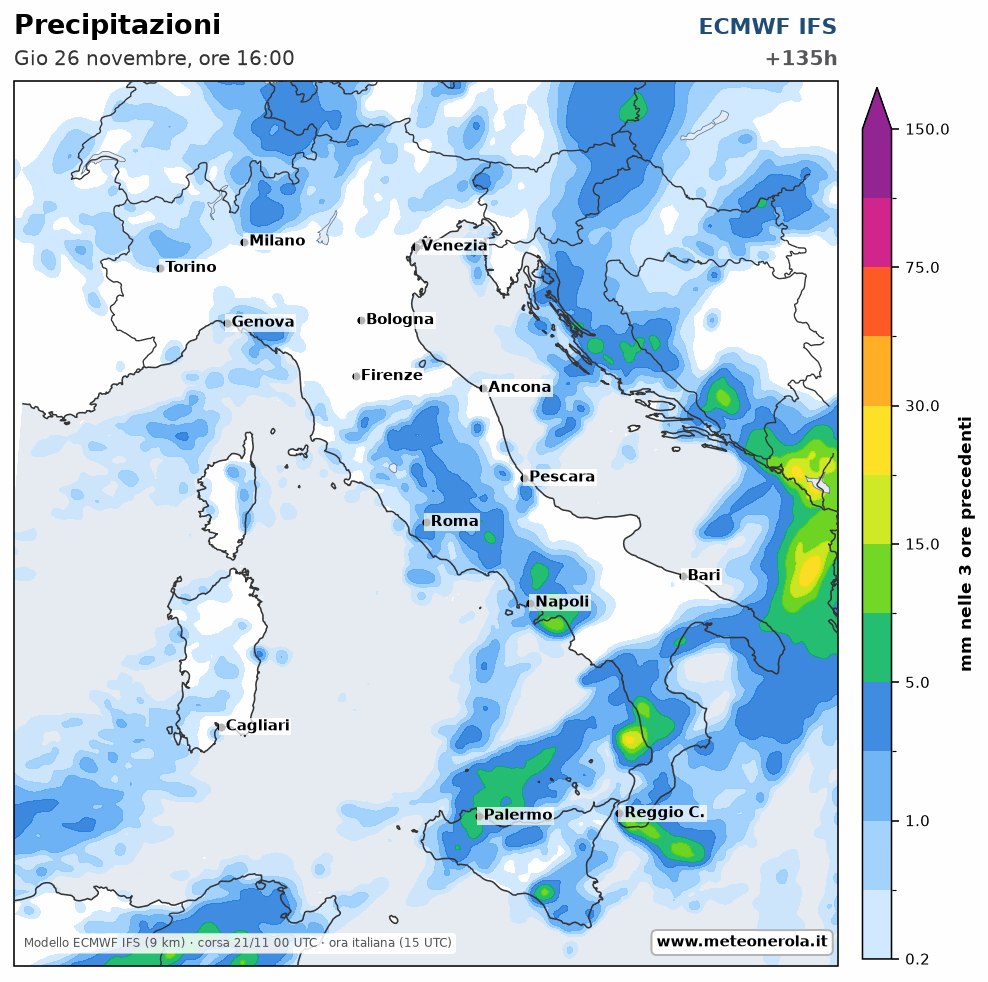 Precipitazioni
ECMWF IFS
Gio 26 novembre, ore 16:00
+135h
Milano
Venezia
Torino
Genova
Bologna
Firenze
Ancona
Pescara
Roma
Bari
Napoli
Cagliari
Palermo
Reggio C.
150.0
75.0
30.0
15.0
5.0
1.0
0.2
mm nelle 3 ore precedenti
Modello ECMWF IFS (9 km) · corsa 21/11 00 UTC · ora italiana (15 UTC)
www.meteonerola.it